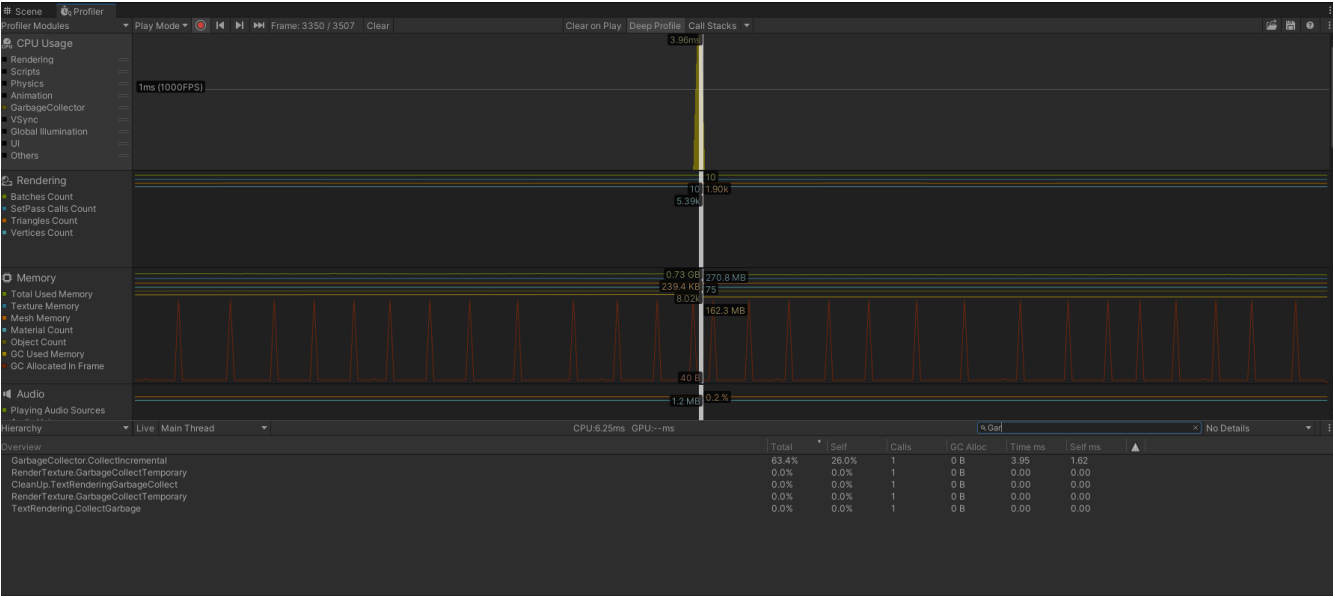 # Scene Profiler
Profiler Modules Play Mode Frame: 3350 / 3507 Clear Clear on Play Deep Profile Call Stacks
CPU Usage
Rendering
Scripts
Physics
Animation
GarbageCollector
VSync
Global Illumination
UI
Others
3.96ms
1ms (1000FPS)
Rendering
Batches Count
SetPass Calls Count
Triangles Count
Vertices Count
10
10 1.90k
5.39k
Memory
Total Used Memory
Texture Memory
Mesh Memory
Material Count
Object Count
GC Used Memory
GC Allocated In Frame
0.73 GB 270.8 MB
239.4 KB 75
8.02k
162.3 MB
40 B
Audio
Playing Audio Sources
1.2 MB 0.2 %
Hierarchy Live Main Thread CPU:6.25ms GPU:--ms Gar × No Details
Overview Total Self Calls GC Alloc Time ms Self ms
GarbageCollector.CollectIncremental 63.4% 26.0% 1 0 B 3.95 1.62
RenderTexture.GarbageCollectTemporary 0.0% 0.0% 1 0 B 0.00 0.00
CleanUp.TextRenderingGarbageCollect 0.0% 0.0% 1 0 B 0.00 0.00
RenderTexture.GarbageCollectTemporary 0.0% 0.0% 1 0 B 0.00 0.00
TextRendering.CollectGarbage 0.0% 0.0% 1 0 B 0.00 0.00